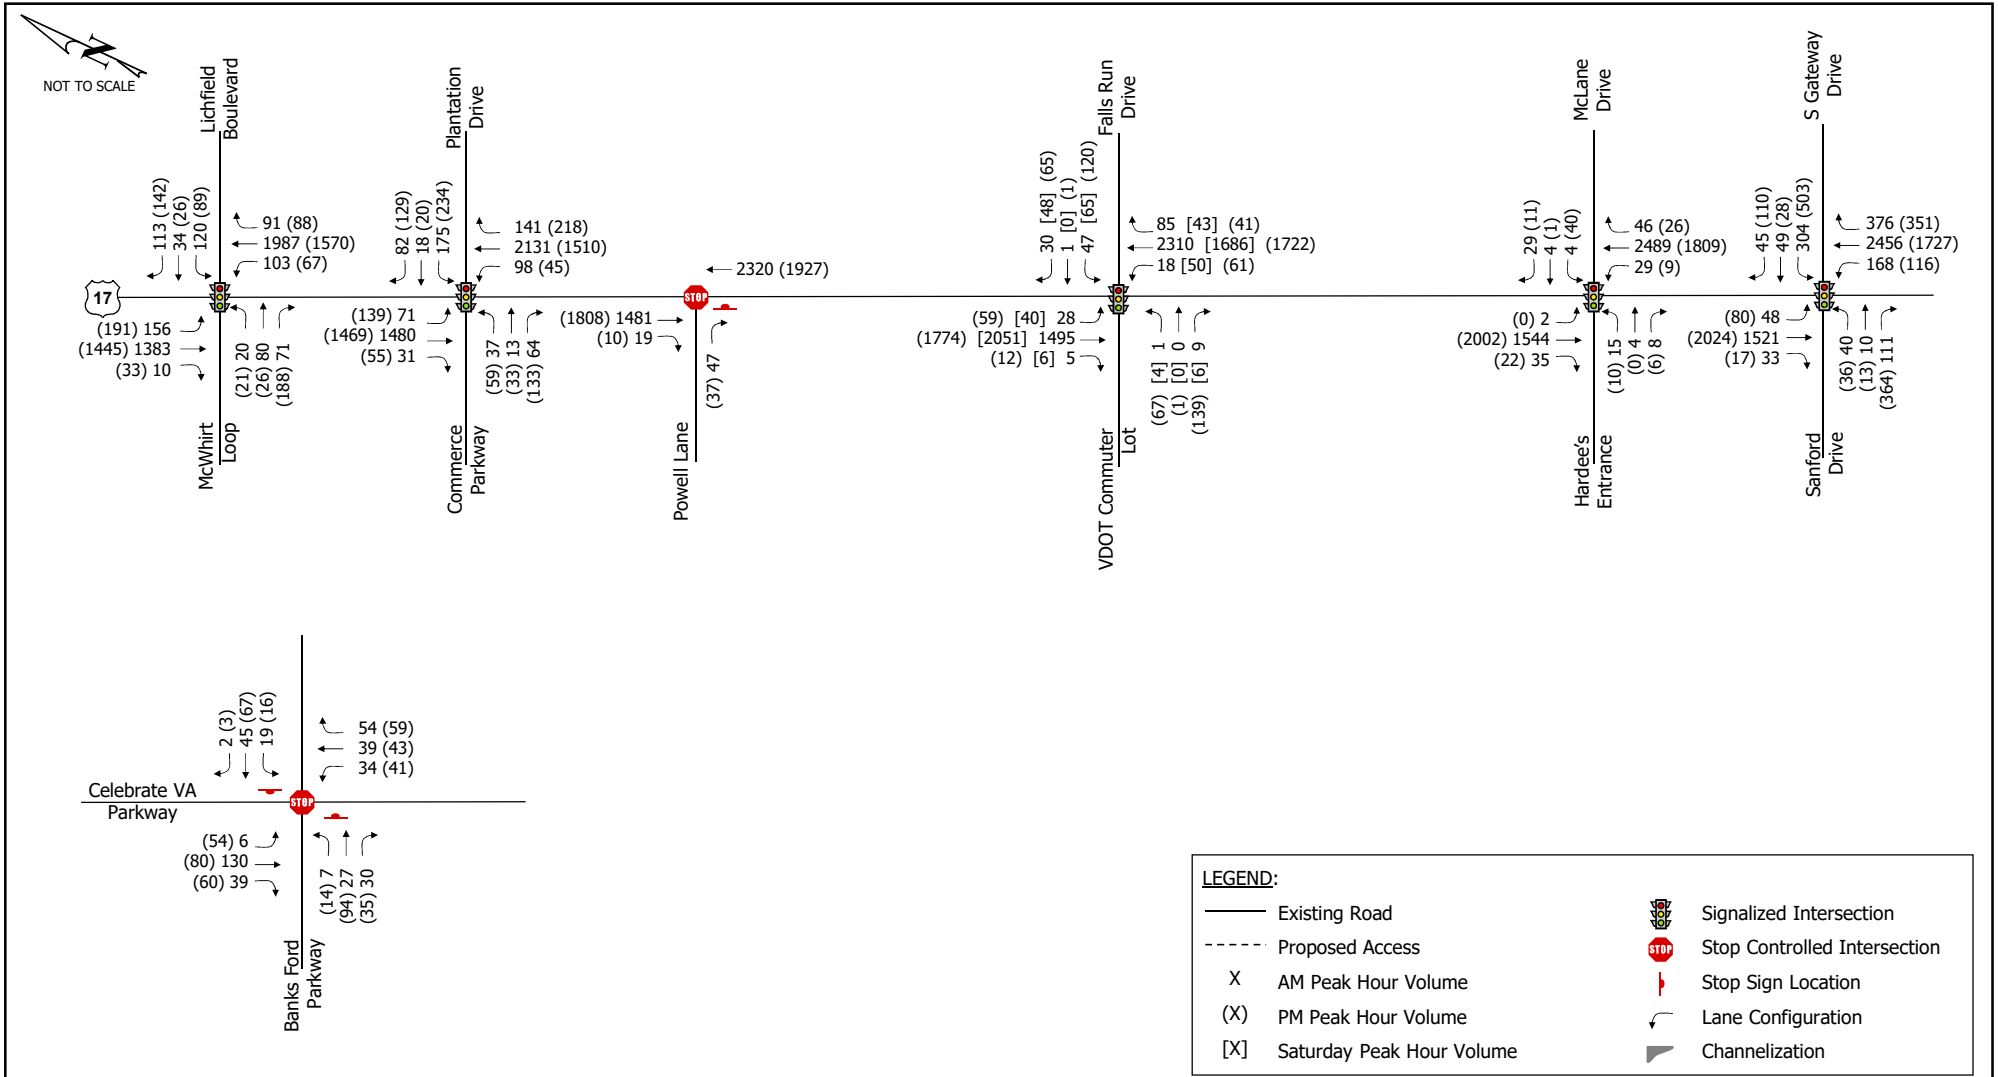 N
NOT TO SCALE
Lichfield
Boulevard
113 (142)
34 (26)
120 (89)
91 (88)
1987 (1570)
103 (67)
17
(191) 156
(1445) 1383
(33) 10
(21) 20
(26) 80
(188) 71
McWhirt
Loop
Plantation
Drive
82 (129)
18 (20)
175 (234)
141 (218)
2131 (1510)
98 (45)
(139) 71
(1469) 1480
(55) 31
(59) 37
(33) 13
(133) 64
Commerce
Parkway
2320 (1927)
STOP
(1808) 1481
(10) 19
(37) 47
Powell Lane
Falls Run
Drive
30 [48] (65)
1 [0] (1)
47 [65] (120)
85 [43] (41)
2310 [1686] (1722)
18 [50] (61)
(59) [40] 28
(1774) [2051] 1495
(12) [6] 5
(67) [4] 1
(1) [0] 0
(139) [6] 9
VDOT Commuter
Lot
McLane
Drive
29 (11)
4 (1)
4 (40)
46 (26)
2489 (1809)
29 (9)
(0) 2
(2002) 1544
(22) 35
(10) 15
(0) 4
(6) 8
Hardee's
Entrance
S Gateway
Drive
45 (110)
49 (28)
304 (503)
376 (351)
2456 (1727)
168 (116)
(80) 48
(2024) 1521
(17) 33
(36) 40
(13) 10
(364) 111
Sanford
Drive
2 (3)
45 (67)
19 (16)
54 (59)
39 (43)
34 (41)
Celebrate VA
Parkway
STOP
(54) 6
(80) 130
(60) 39
(14) 7
(94) 27
(35) 30
Banks Ford
Parkway
LEGEND:
Existing Road
Proposed Access
X AM Peak Hour Volume
(X) PM Peak Hour Volume
[X] Saturday Peak Hour Volume
Signalized Intersection
STOP Stop Controlled Intersection
Stop Sign Location
Lane Configuration
Channelization